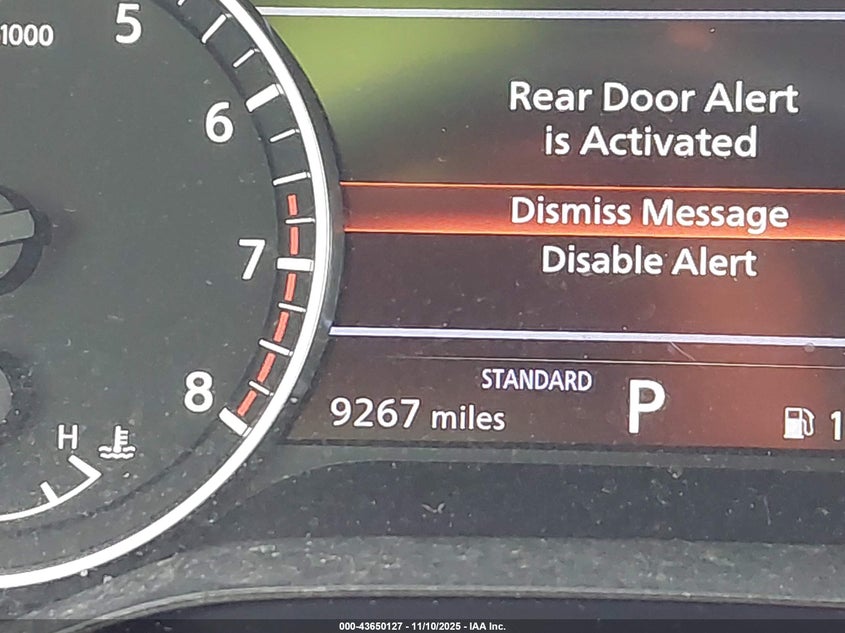 1000
5
6
7
8
H
Rear Door Alert
is Activated
Dismiss Message
Disable Alert
STANDARD
9267 miles
P
1
000-43650127 - 11/10/2025 - IAA Inc.